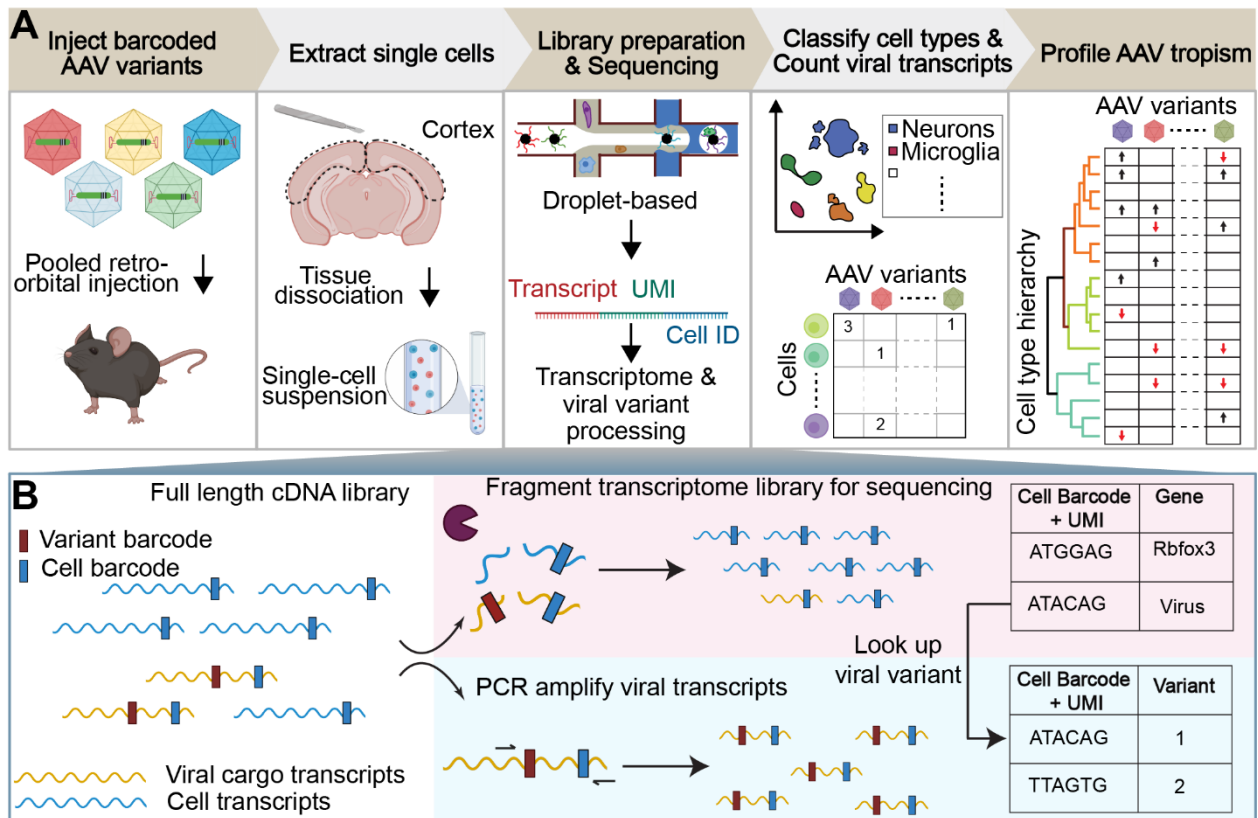 A
Inject barcoded
AAV variants
Extract single cells
Library preparation
& Sequencing
Classify cell types &
Count viral transcripts
Profile AAV tropism
Pooled retro-
orbital injection
Cortex
Tissue
dissociation
Single-cell
suspension
Droplet-based
Transcript UMI
Cell ID
Transcriptome &
viral variant
processing
Neurons
Microglia
AAV variants
Cells
3 1
1
2
AAV variants
Cell type hierarchy
B
Full length cDNA library
Variant barcode
Cell barcode
Viral cargo transcripts
Cell transcripts
Fragment transcriptome library for sequencing
PCR amplify viral transcripts
Look up
viral variant
Cell Barcode
+ UMI
Gene
ATGGAG Rbfox3
ATACAG Virus
Cell Barcode
+ UMI
Variant
ATACAG 1
TTAGTG 2